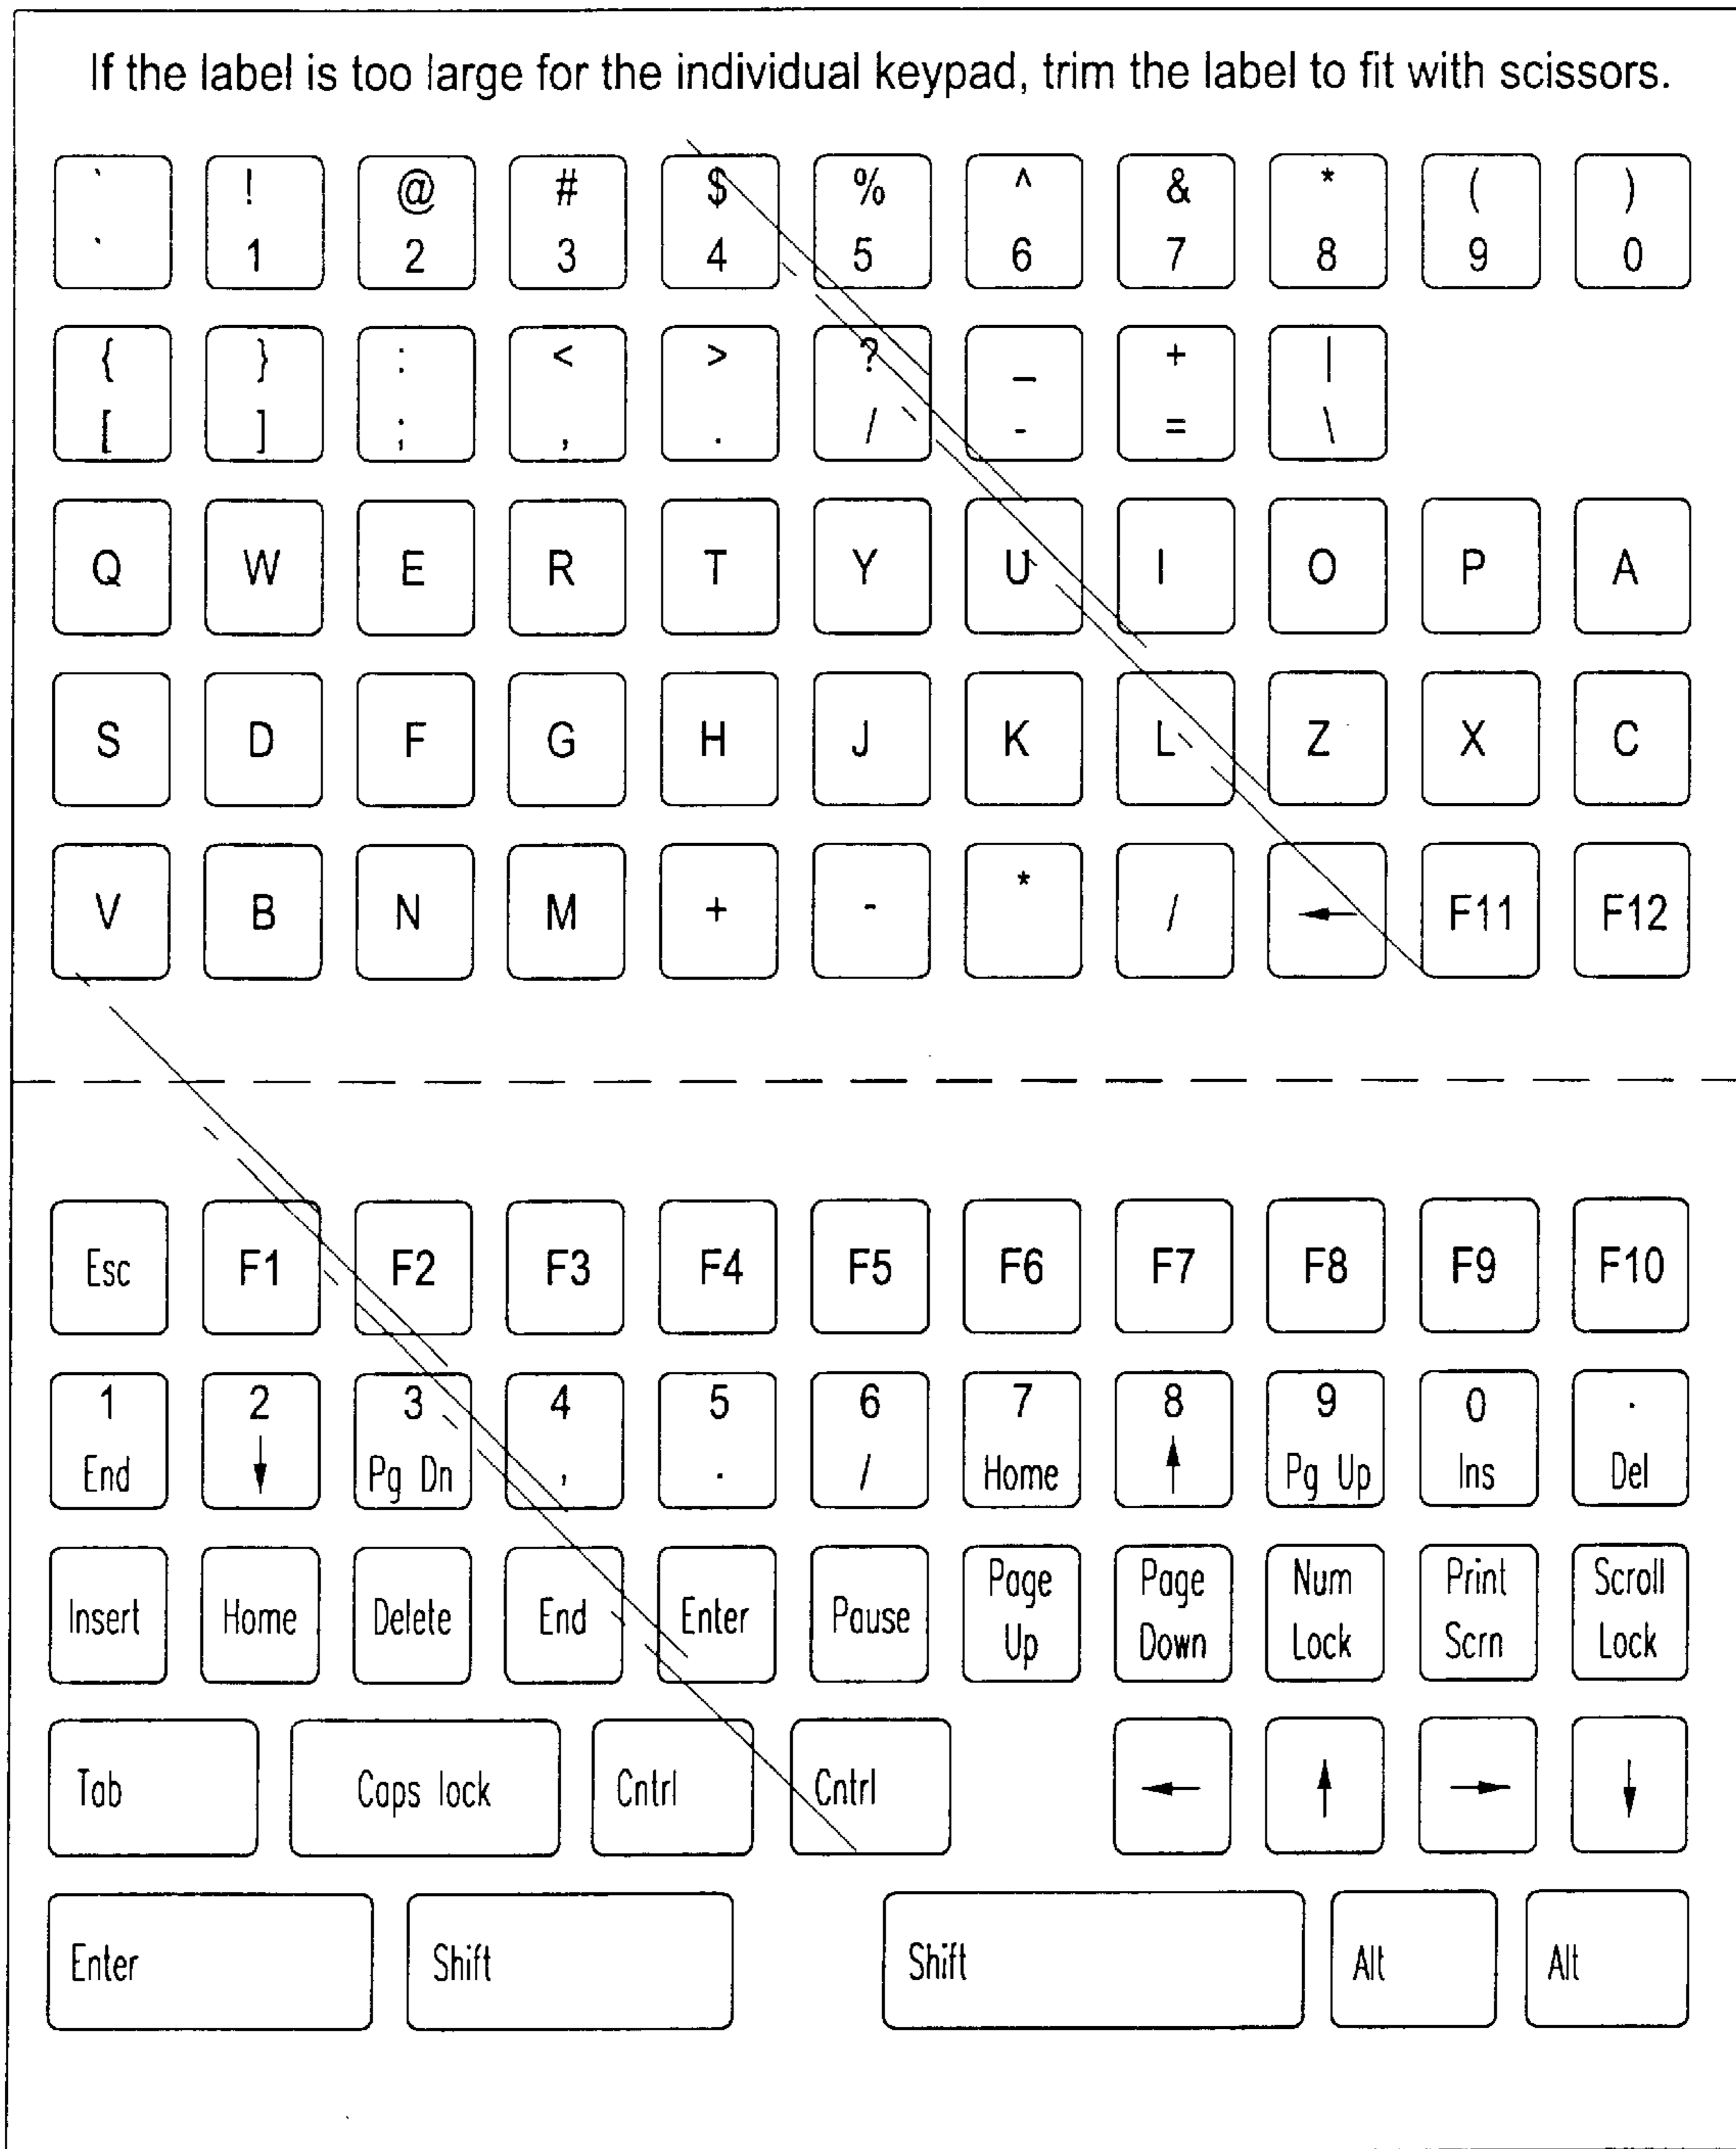 If the label is too large for the individual keypad, trim the label to fit with scissors.
` ! @ # $ % ^ & * ( )
` 1 2 3 4 5 6 7 8 9 0
{ } : < > ? _ + |
[ ] ; , . / - = \
Q W E R T Y U I O P A
S D F G H J K L Z X C
V B N M + - * / ← F11 F12
Esc F1 F2 F3 F4 F5 F6 F7 F8 F9 F10
1 2 3 4 5 6 7 8 9 0 .
End ↓ Pg Dn , . / Home ↑ Pg Up Ins Del
Insert Home Delete End Enter Pause Page Up Page Down Num Lock Print Scrn Scroll Lock
Tab Caps lock Cntrl Cntrl ← ↑ → ↓
Enter Shift Shift Alt Alt